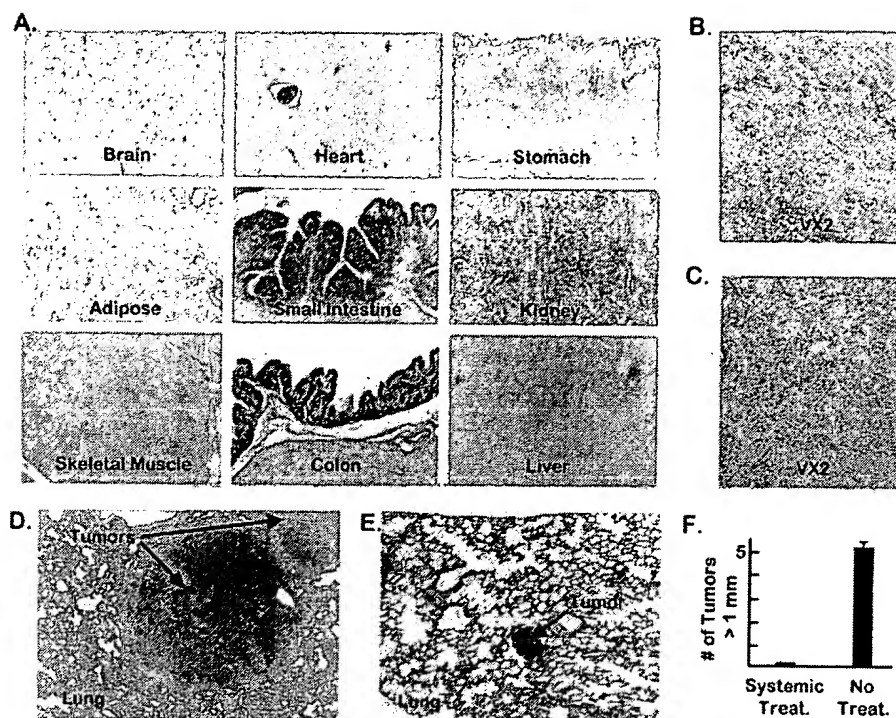 A.
Brain
Heart
Stomach
Adipose
Small Intestine
Kidney
Skeletal Muscle
Colon
Liver
B.
VX2
C.
VX2
D.
Tumors
Lung
E.
Tumor
Lung
F.
# of Tumors
> 1 mm
5
Systemic
Treat.
No
Treat.